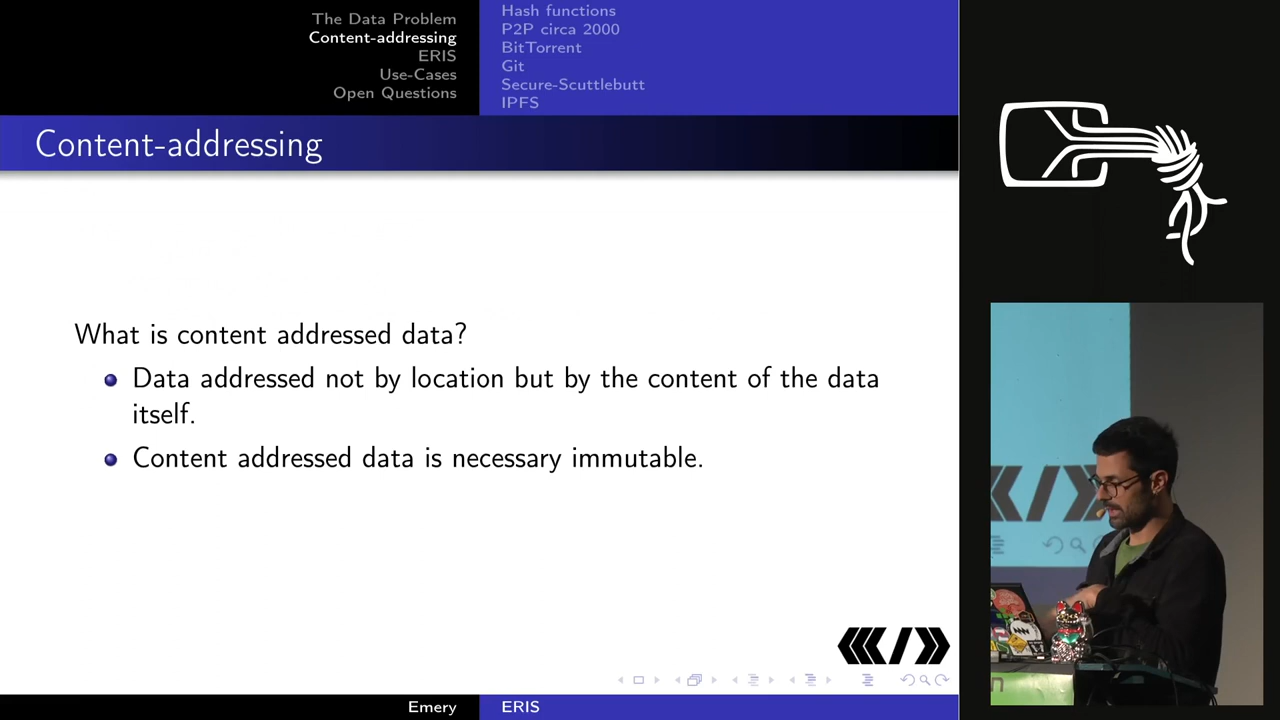 The Data Problem
Content-addressing
ERIS
Use-Cases
Open Questions
Hash functions
P2P circa 2000
BitTorrent
Git
Secure-Scuttlebutt
IPFS
Content-addressing
What is content addressed data?
Data addressed not by location but by the content of the data
itself.
Content addressed data is necessary immutable.
Emery
ERIS